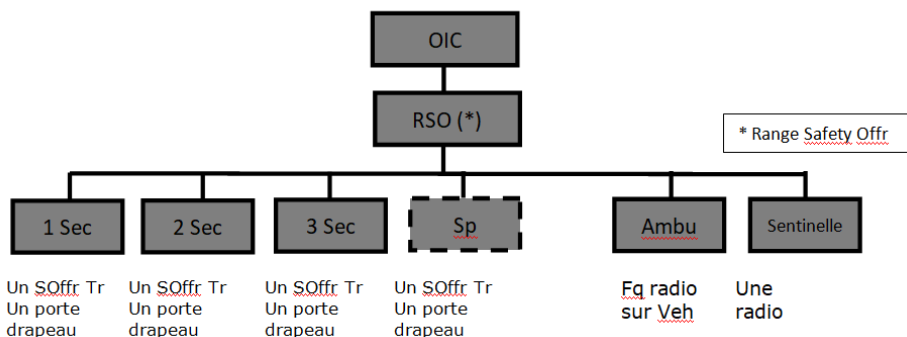 OIC
RSO (*)
* Range Safety Offr
1 Sec
2 Sec
3 Sec
Sp
Ambu
Sentinelle
Un SOffr Tr
Un porte
drapeau
Un SOffr Tr
Un porte
drapeau
Un SOffr Tr
Un porte
drapeau
Un SOffr Tr
Un porte
drapeau
Fq radio
sur Veh
Une
radio